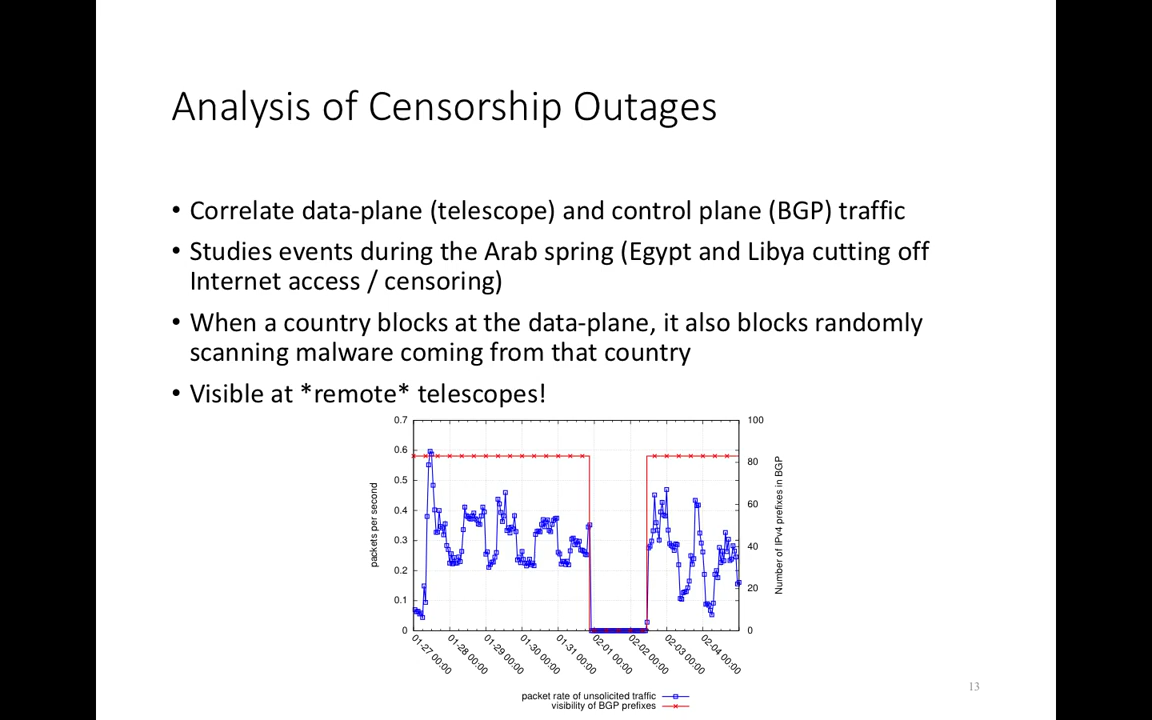 Analysis of Censorship Outages
• Correlate data-plane (telescope) and control plane (BGP) traffic
• Studies events during the Arab spring (Egypt and Libya cutting off
Internet access / censoring)
• When a country blocks at the data-plane, it also blocks randomly
scanning malware coming from that country
• Visible at *remote* telescopes!
0.7
0.6
0.5
0.4
0.3
0.2
0.1
0
packets per second
100
80
60
40
20
0
Number of IPv4 prefixes in BGP
01-27 00:00
01-28 00:00
01-29 00:00
01-30 00:00
01-31 00:00
02-01 00:00
02-02 00:00
02-03 00:00
02-04 00:00
packet rate of unsolicited traffic
visibility of BGP prefixes
13